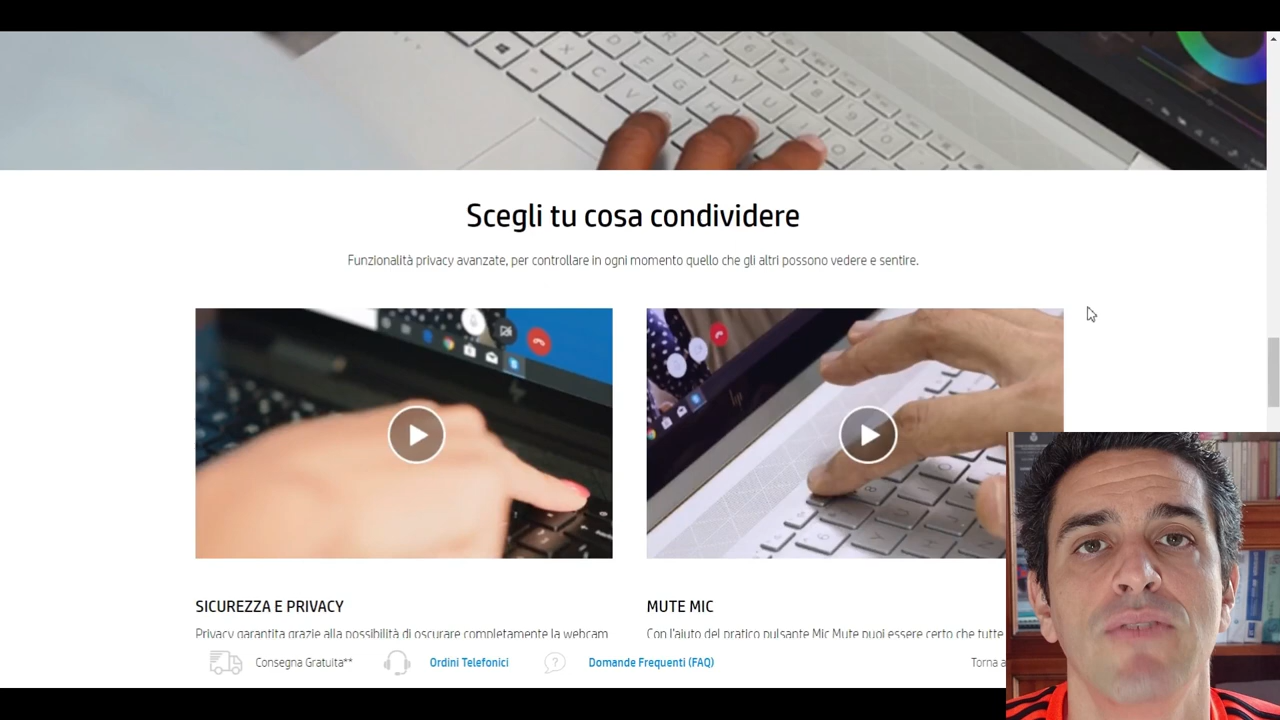 Scegli tu cosa condividere
Funzionalità privacy avanzate, per controllare in ogni momento quello che gli altri possono vedere e sentire.
SICUREZZA E PRIVACY
MUTE MIC
Privacy garantita grazie alla possibilità di oscurare completamente la webcam
Con l'aiuto del pratico pulsante Mic Mute puoi essere certo che tutte
Consegna Gratuita**
Ordini Telefonici
Domande Frequenti (FAQ)
Torna a